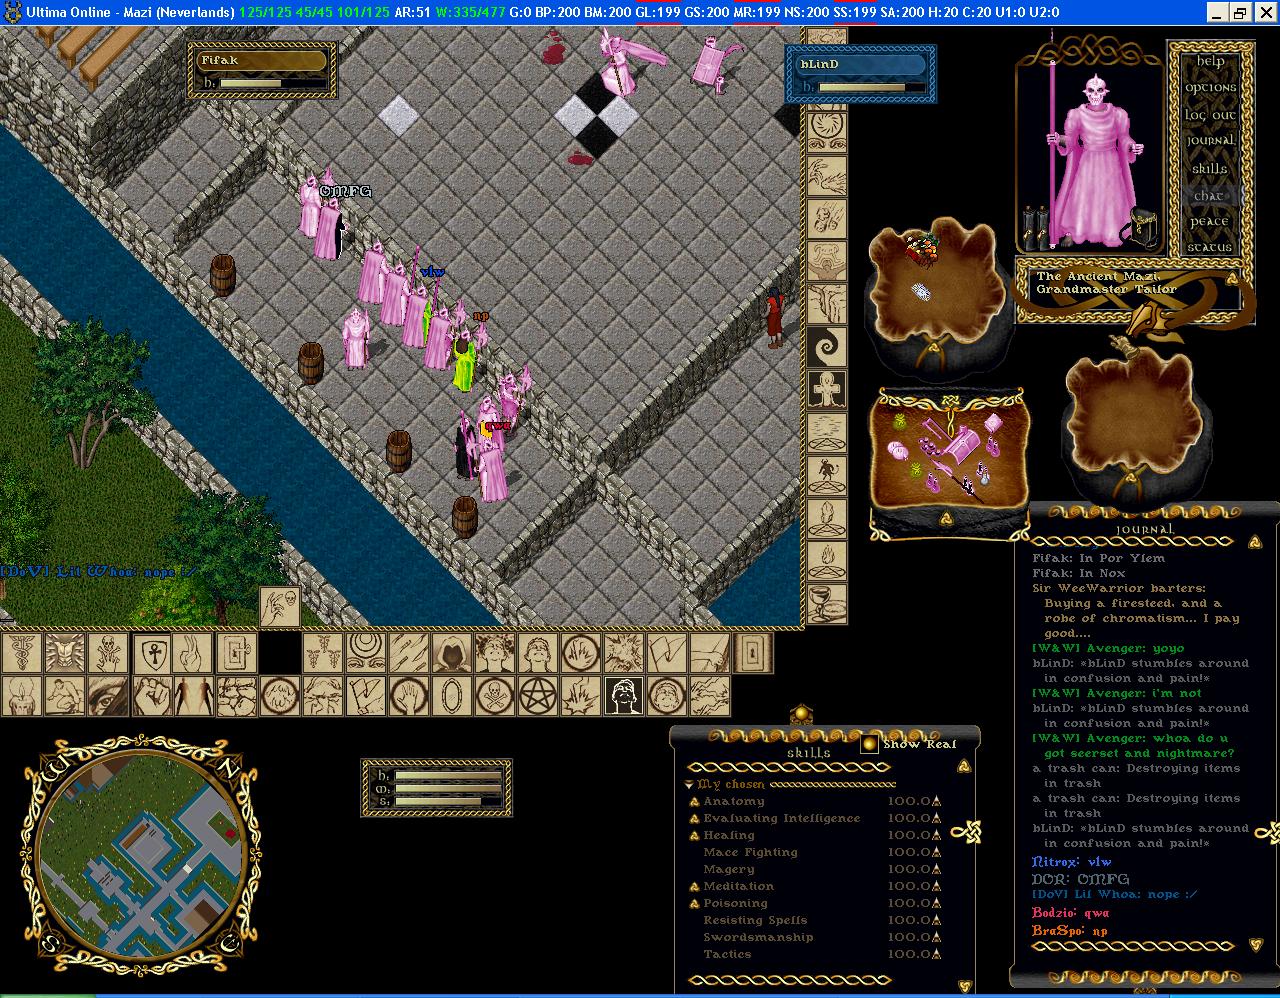 Ultima Online - Mazi (Neverlands) 125/125 45/45 101/125 AR:51 W:335/477 G:0 BP:200 BM:200 GL:199 GS:200 MR:199 NS:200 SS:199 SA:200 H:20 C:20 U1:0 U2:0
Fifak
h:
bLinD
h:
OMFG
vlw
np
qwa
[DoV] Lil Whoa: nope :/
help
options
log out
journal
skills
chat
peace
status
The Ancient Mazi,
Grandmaster Tailor
journal
Fifak: In Por Ylem
Fifak: In Nox
Sir WeeWarrior barters:
Buying a firesteed, and a
robe of chromatism... I pay
good....
[W&W] Avenger: yoyo
bLinD: *bLinD stumbles around
in confusion and pain!*
[W&W] Avenger: i'm not
bLinD: *bLinD stumbles around
in confusion and pain!*
[W&W] Avenger: whoa do u
got seerset and nightmare?
a trash can: Destroying items
in trash
a trash can: Destroying items
in trash
bLinD: *bLinD stumbles around
in confusion and pain!*
Nitrox: vlw
DOR: OMFG
[DoV] Lil Whoa: nope :/
Bodzio: qwa
BraSpo: np
W
N
S
E
h:
m:
s:
skills
Show Real
My chosen
Anatomy 100.0
Evaluating Intelligence 100.0
Healing 100.0
Mace Fighting 100.0
Magery 100.0
Meditation 100.0
Poisoning 100.0
Resisting Spells 100.0
Swordsmanship 100.0
Tactics 100.0